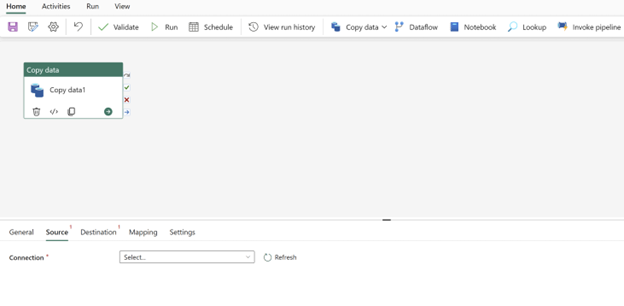 Home Activities Run View
Validate Run Schedule View run history Copy data Dataflow Notebook Lookup Invoke pipeline
Copy data
Copy data1
General Source 1 Destination 1 Mapping Settings
Connection * Select... Refresh